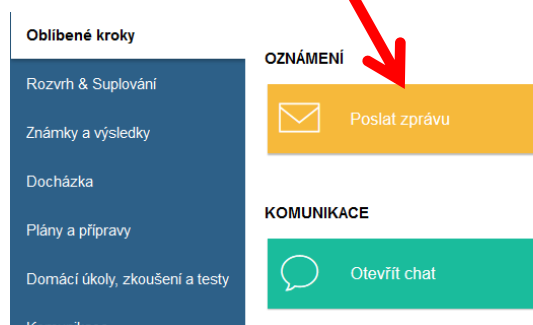 Oblíbené kroky
Rozvrh & Suplování
Známky a výsledky
Docházka
Plány a přípravy
Domácí úkoly, zkoušení a testy
OZNÁMENÍ
Poslat zprávu
KOMUNIKACE
Otevřít chat